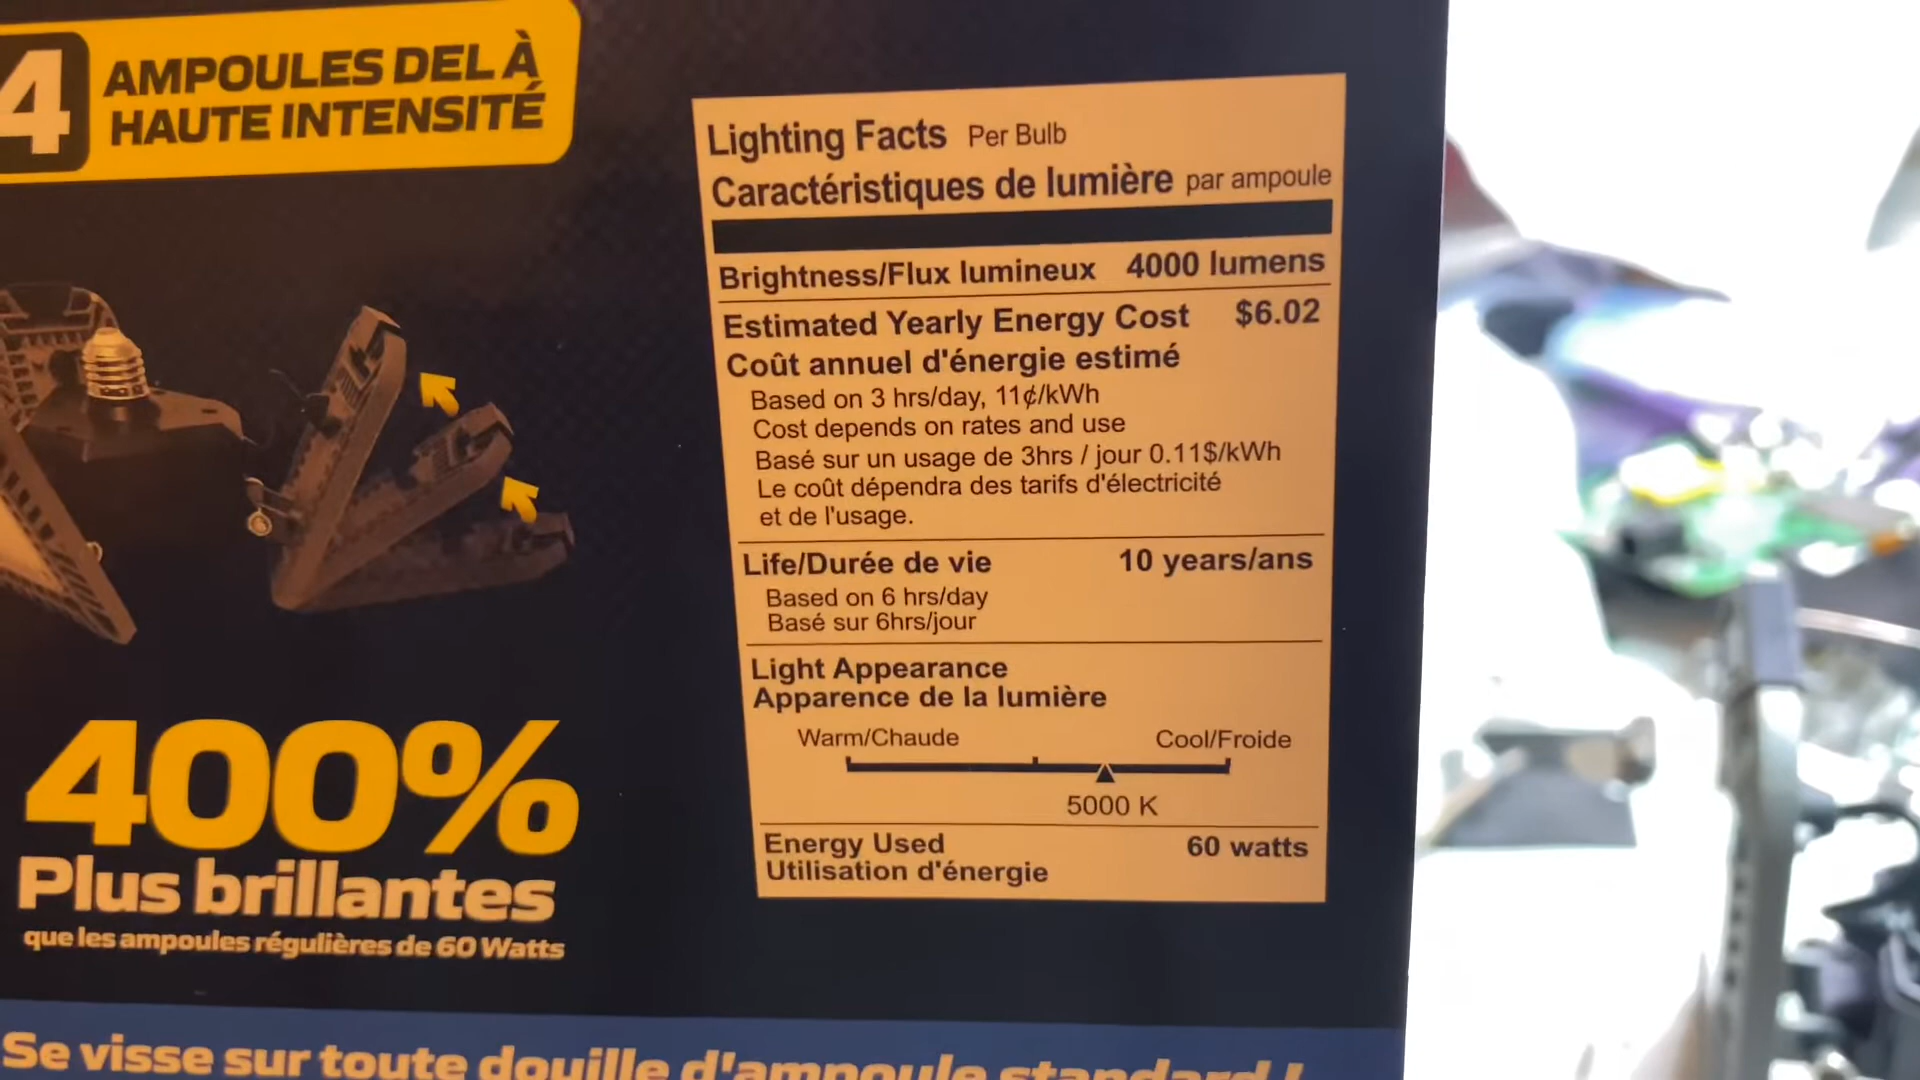 4
AMPOULES DEL À
HAUTE INTENSITÉ
Lighting Facts Per Bulb
Caractéristiques de lumière par ampoule
Brightness/Flux lumineux 4000 lumens
Estimated Yearly Energy Cost $6.02
Coût annuel d'énergie estimé
Based on 3 hrs/day, 11¢/kWh
Cost depends on rates and use
Basé sur un usage de 3hrs / jour 0.11$/kWh
Le coût dépendra des tarifs d'électricité
et de l'usage.
Life/Durée de vie 10 years/ans
Based on 6 hrs/day
Basé sur 6hrs/jour
Light Appearance
Apparence de la lumière
Warm/Chaude Cool/Froide
5000 K
Energy Used 60 watts
Utilisation d'énergie
400%
Plus brillantes
que les ampoules régulières de 60 Watts
Se visse sur toute douille d'ampoule standard !